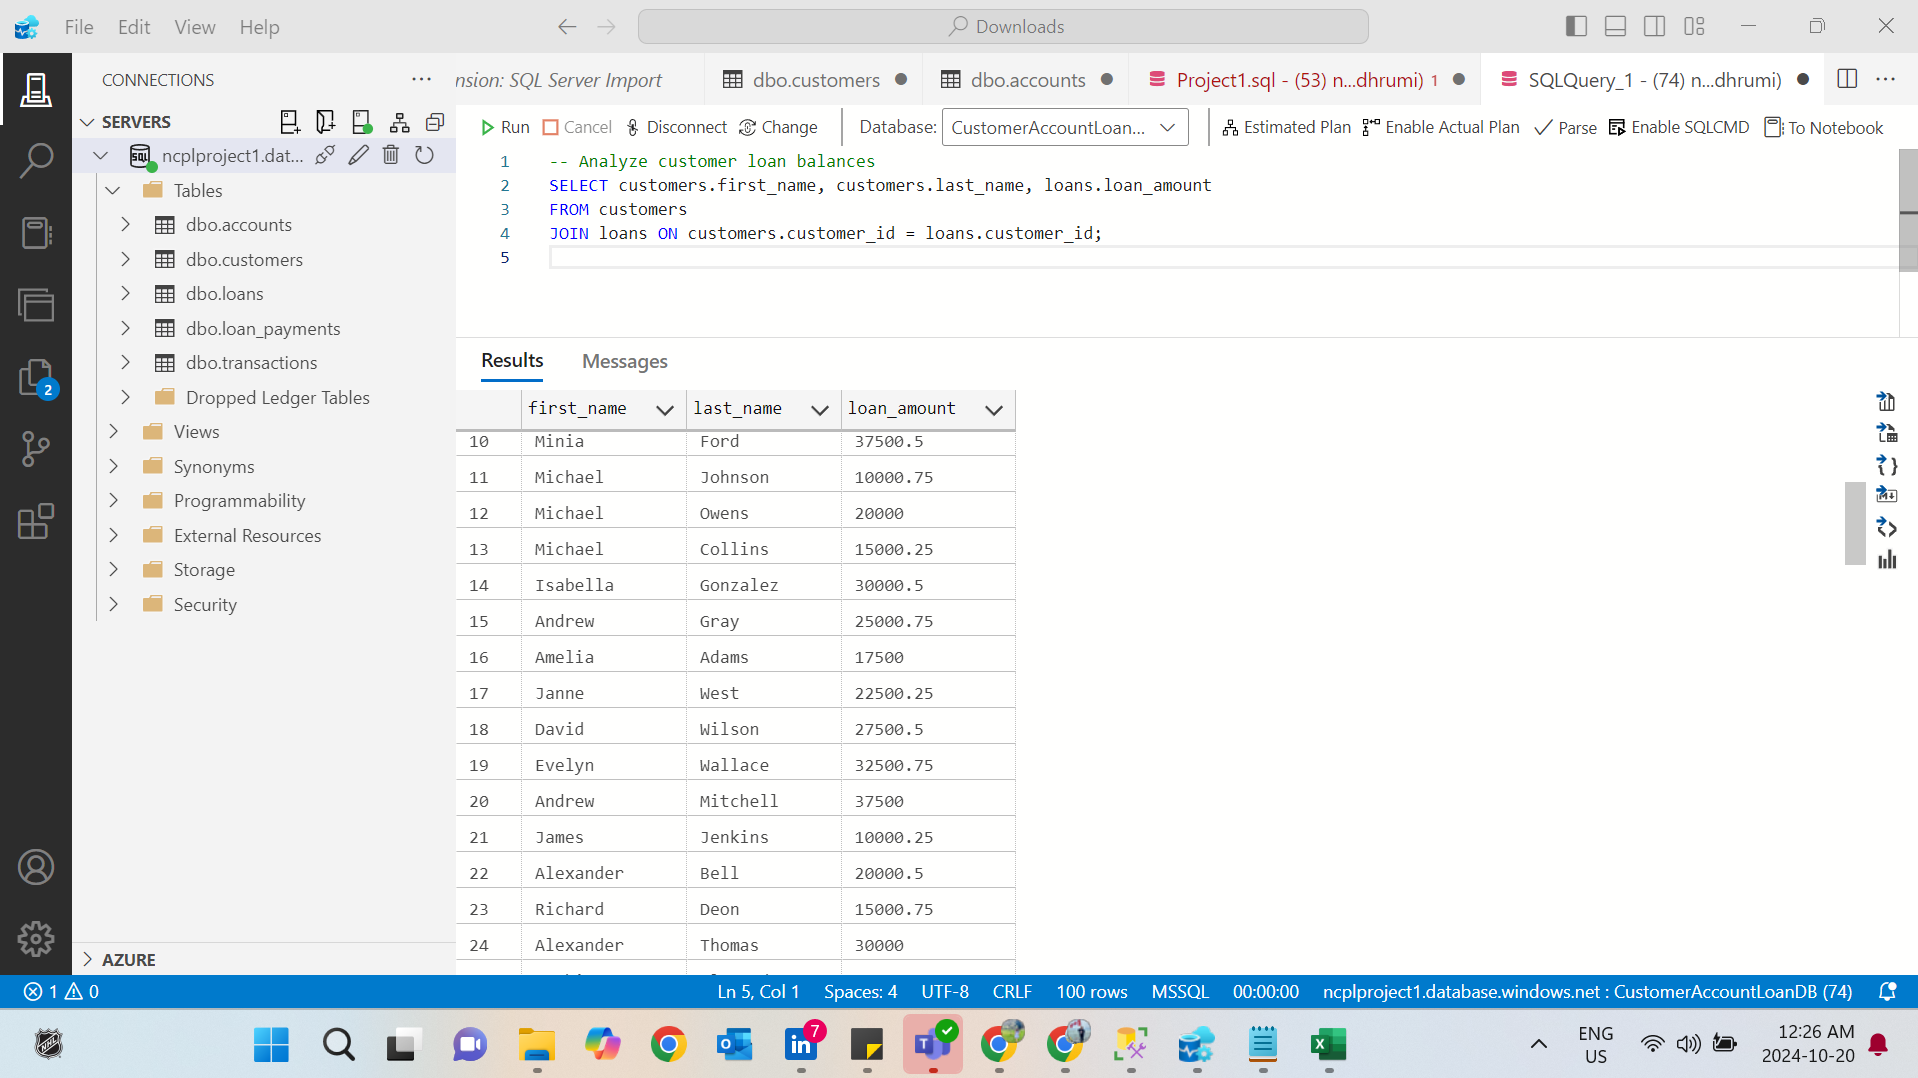 File Edit View Help
Downloads
CONNECTIONS
nsion: SQL Server Import
dbo.customers
dbo.accounts
Project1.sql - (53) n...dhrumi) 1
SQLQuery_1 - (74) n...dhrumi)
SERVERS
Run Cancel Disconnect Change Database: CustomerAccountLoan... Estimated Plan Enable Actual Plan Parse Enable SQLCMD To Notebook
ncplproject1.dat...
Tables
dbo.accounts
dbo.customers
dbo.loans
dbo.loan_payments
dbo.transactions
Dropped Ledger Tables
Views
Synonyms
Programmability
External Resources
Storage
Security
AZURE
2
1 -- Analyze customer loan balances
2 SELECT customers.first_name, customers.last_name, loans.loan_amount
3 FROM customers
4 JOIN loans ON customers.customer_id = loans.customer_id;
5
Results Messages
first_name last_name loan_amount
10 Minia Ford 37500.5
11 Michael Johnson 10000.75
12 Michael Owens 20000
13 Michael Collins 15000.25
14 Isabella Gonzalez 30000.5
15 Andrew Gray 25000.75
16 Amelia Adams 17500
17 Janne West 22500.25
18 David Wilson 27500.5
19 Evelyn Wallace 32500.75
20 Andrew Mitchell 37500
21 James Jenkins 10000.25
22 Alexander Bell 20000.5
23 Richard Deon 15000.75
24 Alexander Thomas 30000
1 0 Ln 5, Col 1 Spaces: 4 UTF-8 CRLF 100 rows MSSQL 00:00:00 ncplproject1.database.windows.net : CustomerAccountLoanDB (74)
7
ENG
US
12:26 AM
2024-10-20